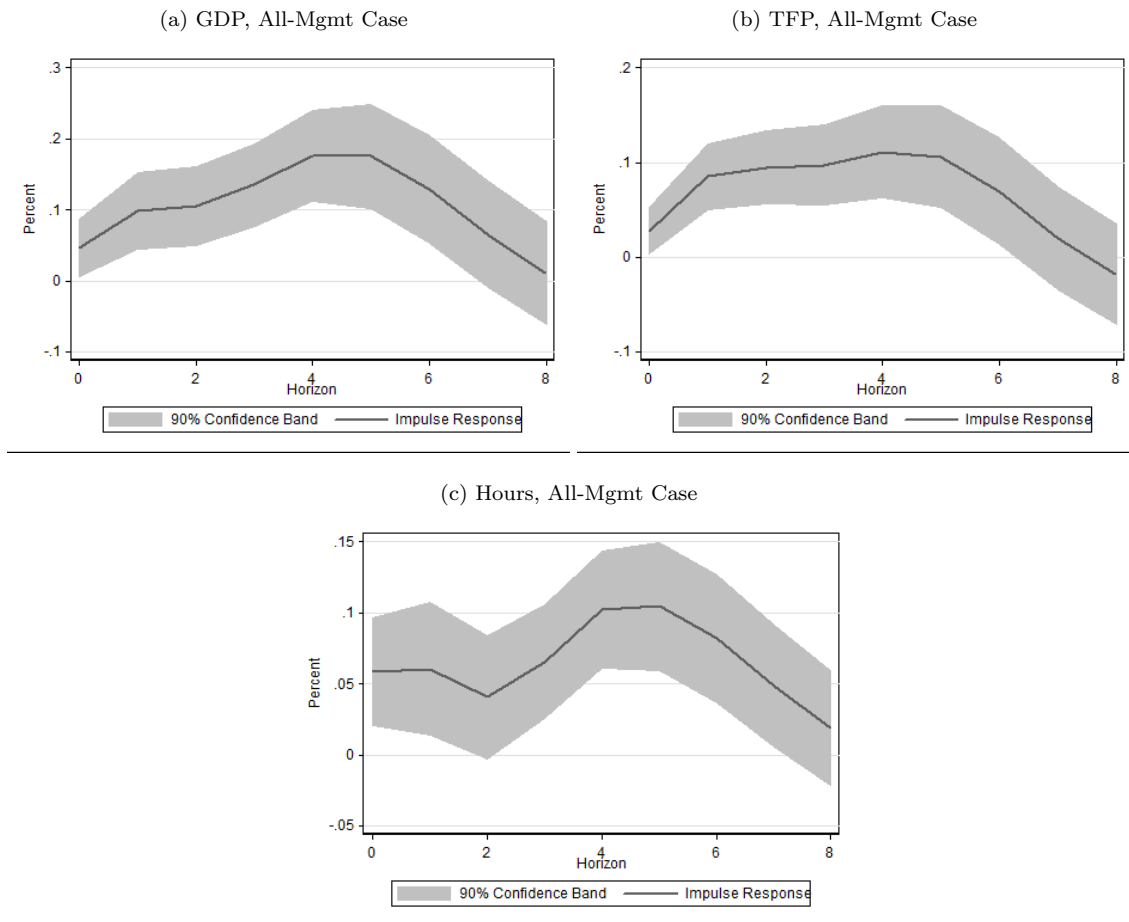 (a) GDP, All-Mgmt Case
.3
.2
.1
0
-.1
Percent
0 2 4 6 8
Horizon
90% Confidence Band Impulse Response
(b) TFP, All-Mgmt Case
.2
.1
0
-.1
Percent
0 2 4 6 8
Horizon
90% Confidence Band Impulse Response
(c) Hours, All-Mgmt Case
.15
.1
.05
0
-.05
Percent
0 2 4 6 8
Horizon
90% Confidence Band Impulse Response